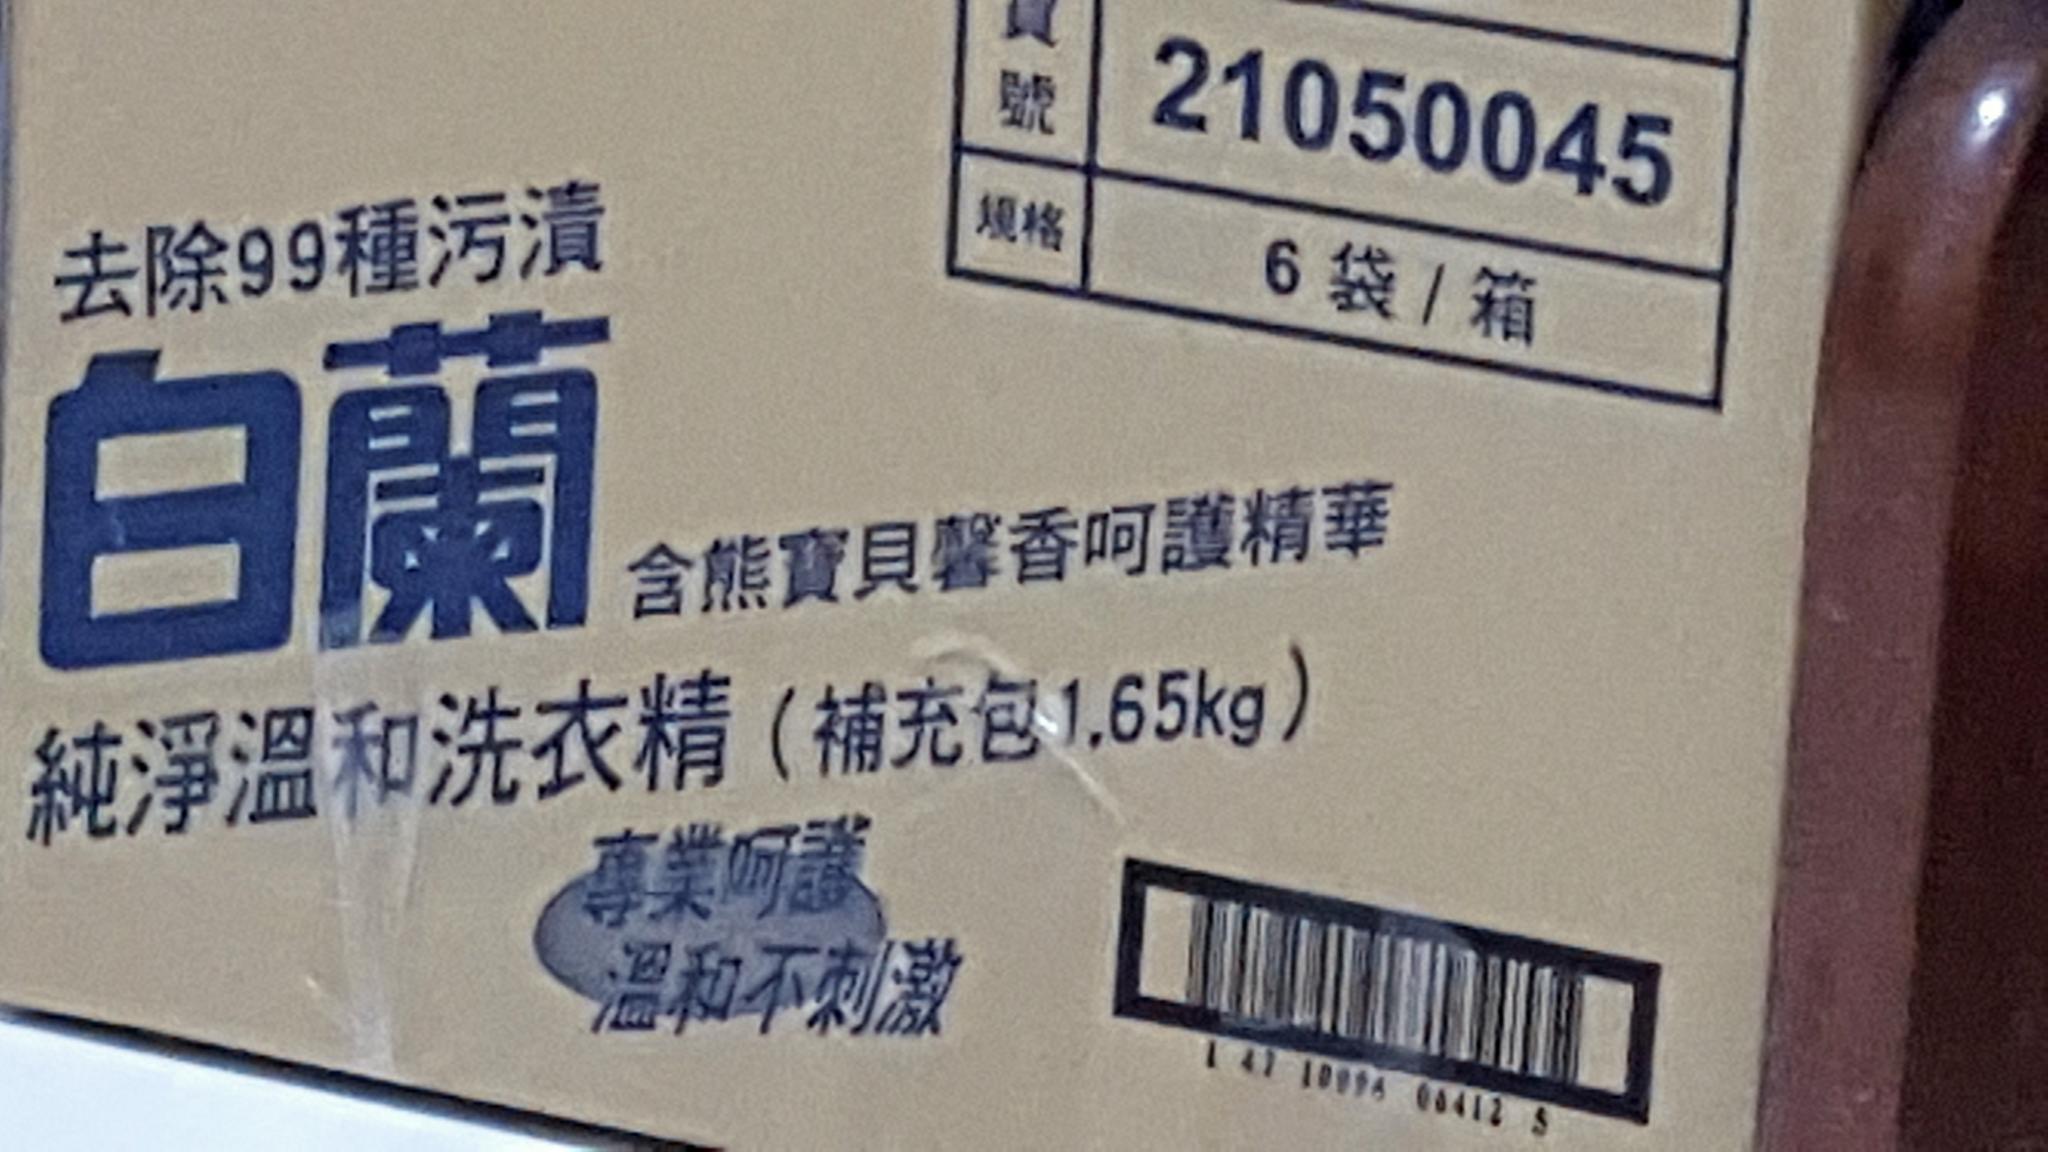 貨號 21050045
規格 6 袋 / 箱
去除99種污漬
白蘭
含熊寶貝馨香呵護精華
純淨溫和洗衣精（補充包1.65kg）
專業呵護
溫和不刺激